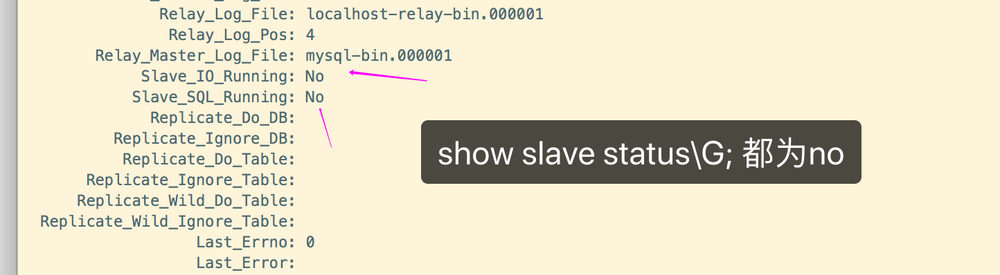 Relay_Log_File: localhost-relay-bin.000001
Relay_Log_Pos: 4
Relay_Master_Log_File: mysql-bin.000001
Slave_IO_Running: No
Slave_SQL_Running: No
Replicate_Do_DB:
Replicate_Ignore_DB:
Replicate_Do_Table:
Replicate_Ignore_Table:
Replicate_Wild_Do_Table:
Replicate_Wild_Ignore_Table:
Last_Errno: 0
Last_Error:
show slave status\G; 都为no